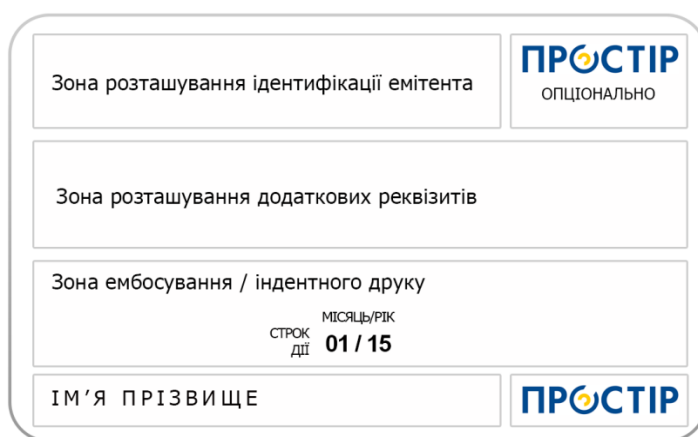 Зона розташування ідентифікації емітента
ПРОСТІР
ОПЦІОНАЛЬНО
Зона розташування додаткових реквізитів
Зона ембосування / індентного друку
МІСЯЦЬ/РІК
СТРОК
ДІЇ 01 / 15
ІМ’Я ПРІЗВИЩЕ
ПРОСТІР